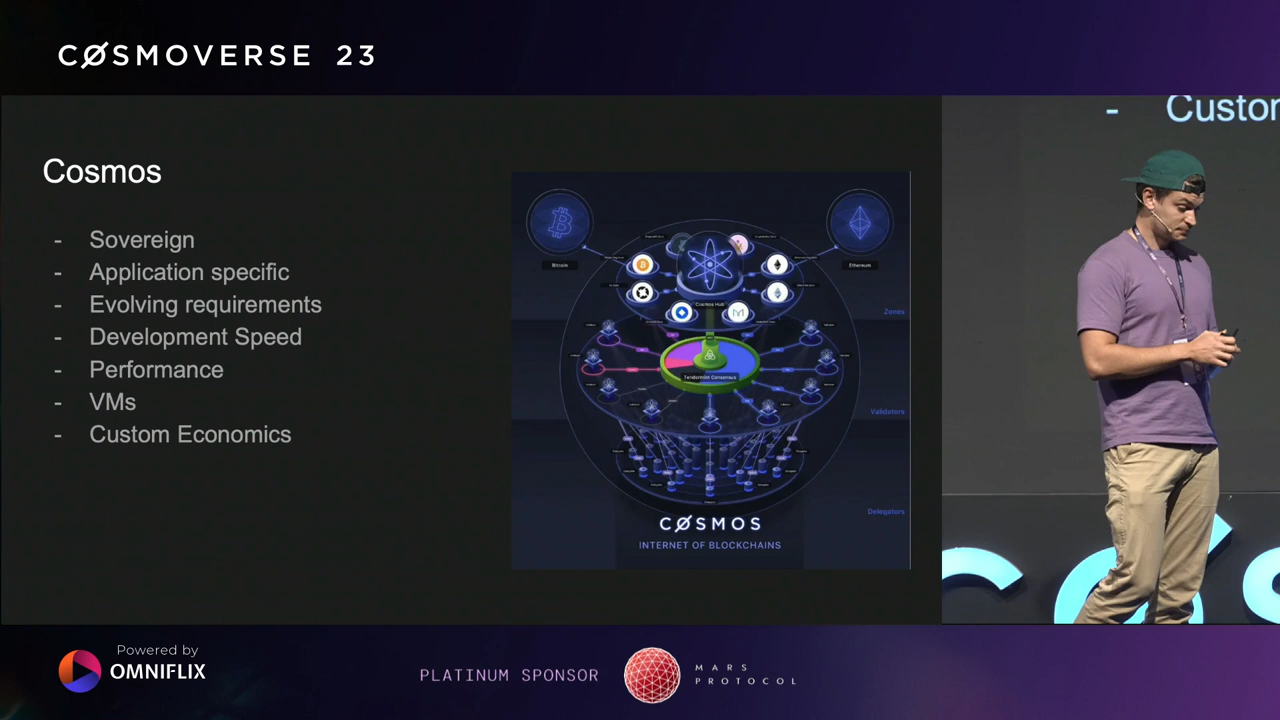 CØSMOVERSE 23
- Custor
Cosmos
- Sovereign
- Application specific
- Evolving requirements
- Development Speed
- Performance
- VMs
- Custom Economics
Bitcoin
Ethereum
Cosmos Hub
Zones
Tendermint Consensus
Validators
Delegators
CØSMOS
INTERNET OF BLOCKCHAINS
Powered by
OMNIFLIX
PLATINUM SPONSOR
MARS
PROTOCOL